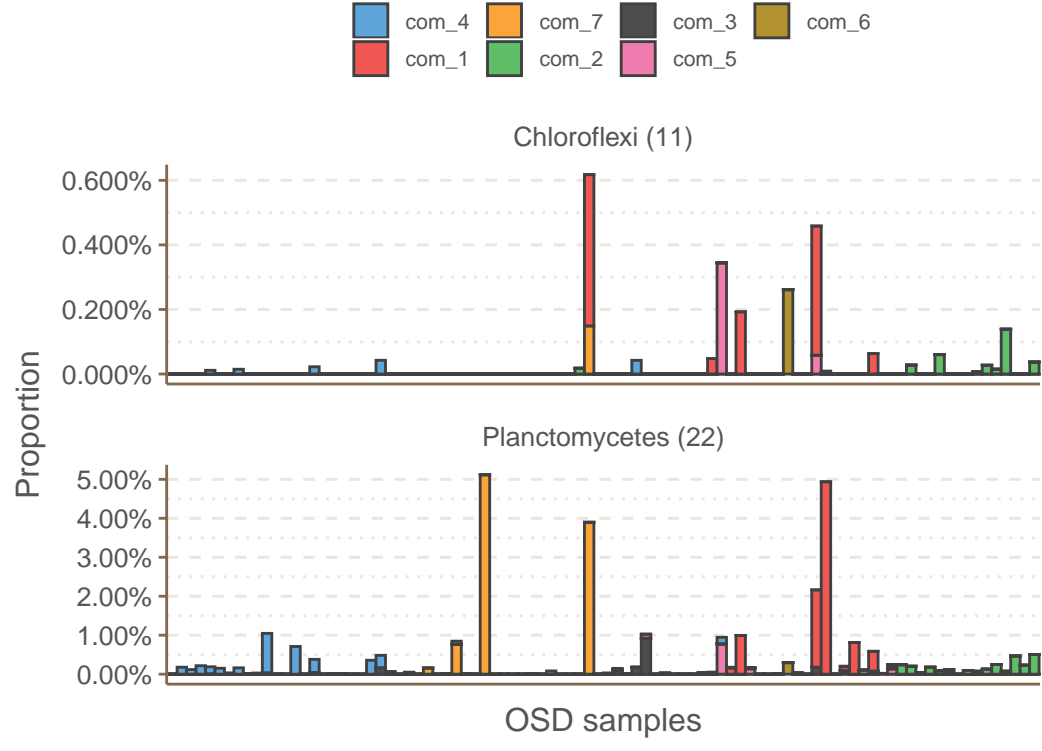 com_4 com_7 com_3 com_6
com_1 com_2 com_5
Chloroflexi (11)
0.600%
0.400%
0.200%
0.000%
Proportion
Planctomycetes (22)
5.00%
4.00%
3.00%
2.00%
1.00%
0.00%
OSD samples